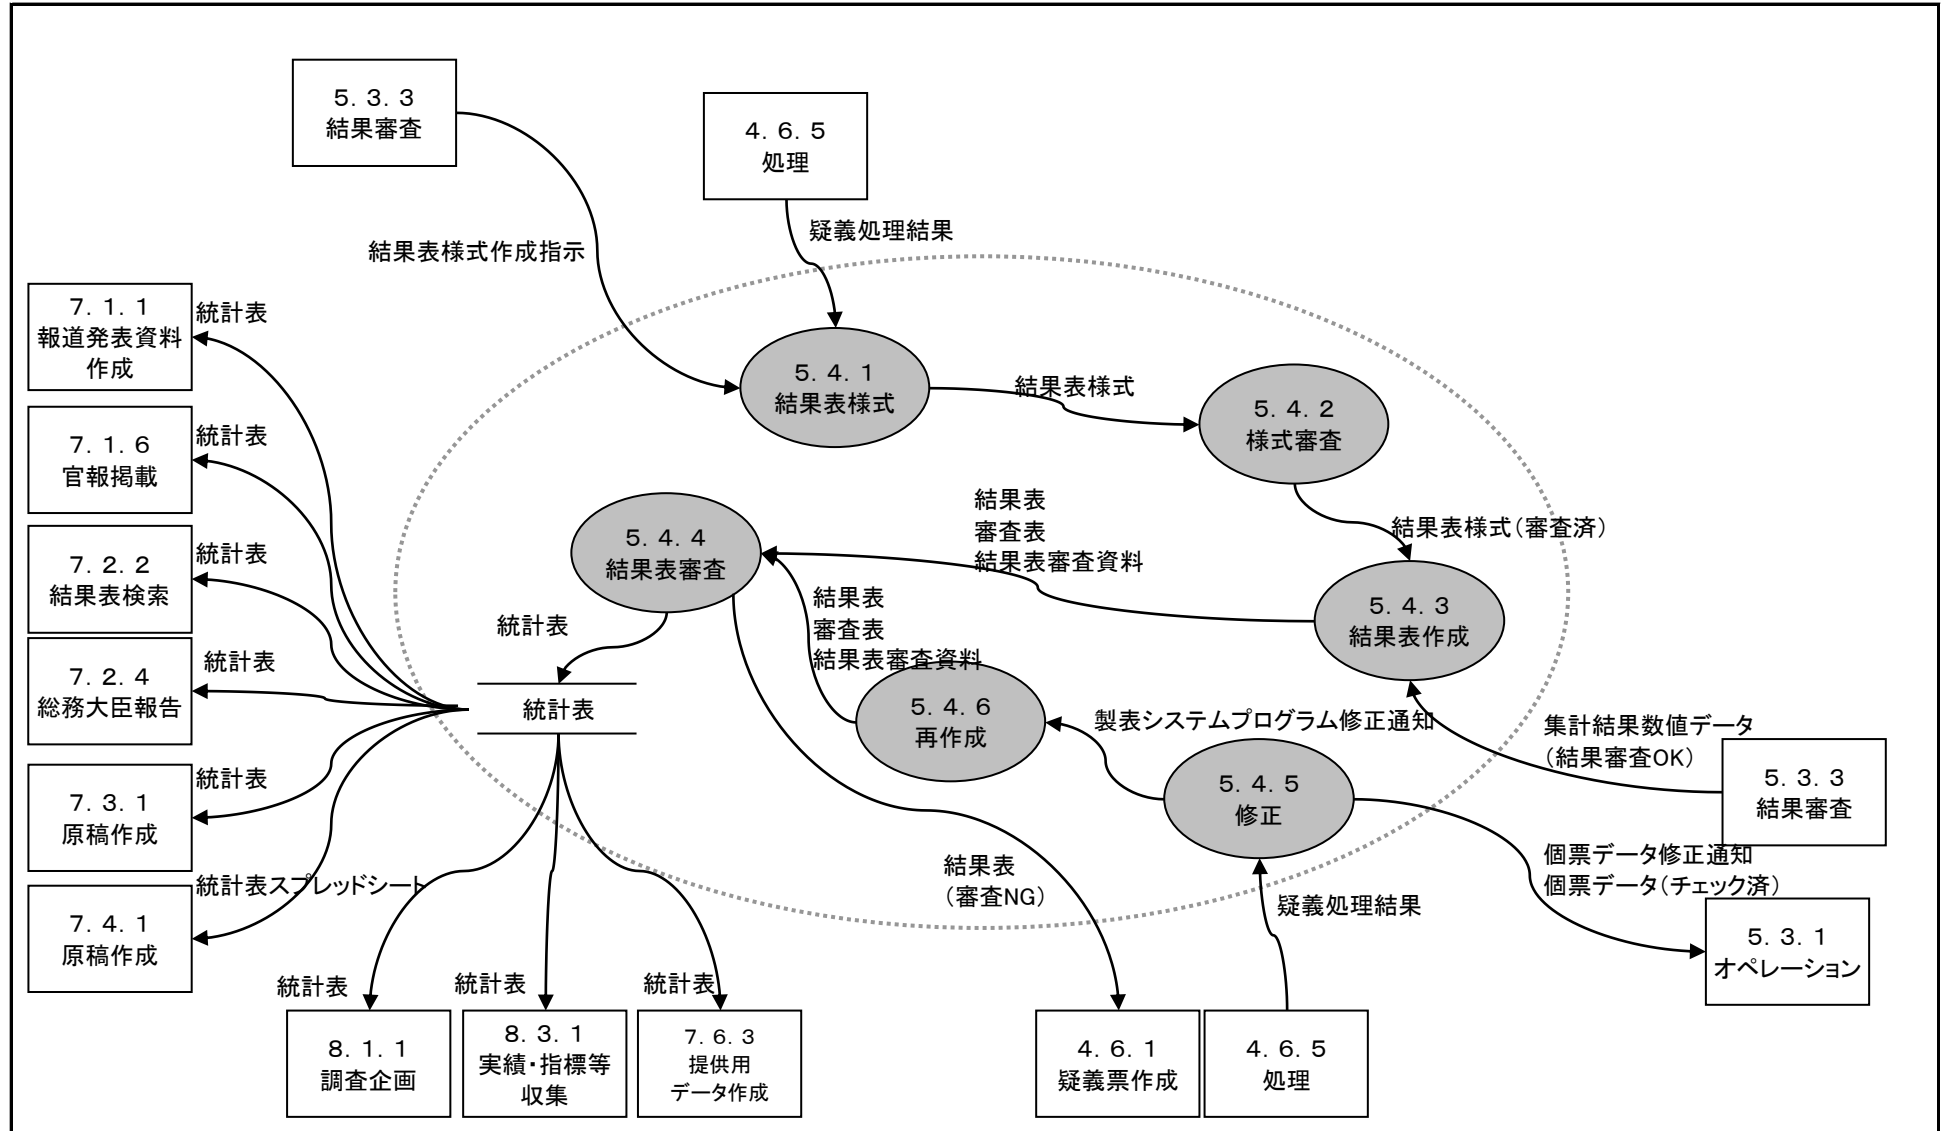 ５．３．３
結果審査
４．６．５
処理
疑義処理結果
結果表様式作成指示
７．１．１
報道発表資料
作成
統計表
５．４．１
結果表様式
結果表様式
５．４．２
様式審査
７．１．６
官報掲載
統計表
結果表
審査表
結果表審査資料
結果表様式（審査済）
５．４．４
結果表審査
７．２．２
結果表検索
統計表
５．４．３
結果表作成
結果表
審査表
結果表審査資料
統計表
７．２．４
総務大臣報告
統計表
統計表
５．４．６
再作成
製表システムプログラム修正通知
集計結果数値データ
（結果審査OK）
５．３．３
結果審査
５．４．５
修正
７．３．１
原稿作成
統計表
個票データ修正通知
個票データ（チェック済）
結果表
（審査NG）
疑義処理結果
７．４．１
原稿作成
統計表スプレッドシート
５．３．１
オペレーション
統計表
統計表
統計表
８．１．１
調査企画
８．３．１
実績・指標等
収集
７．６．３
提供用
データ作成
４．６．１
疑義票作成
４．６．５
処理